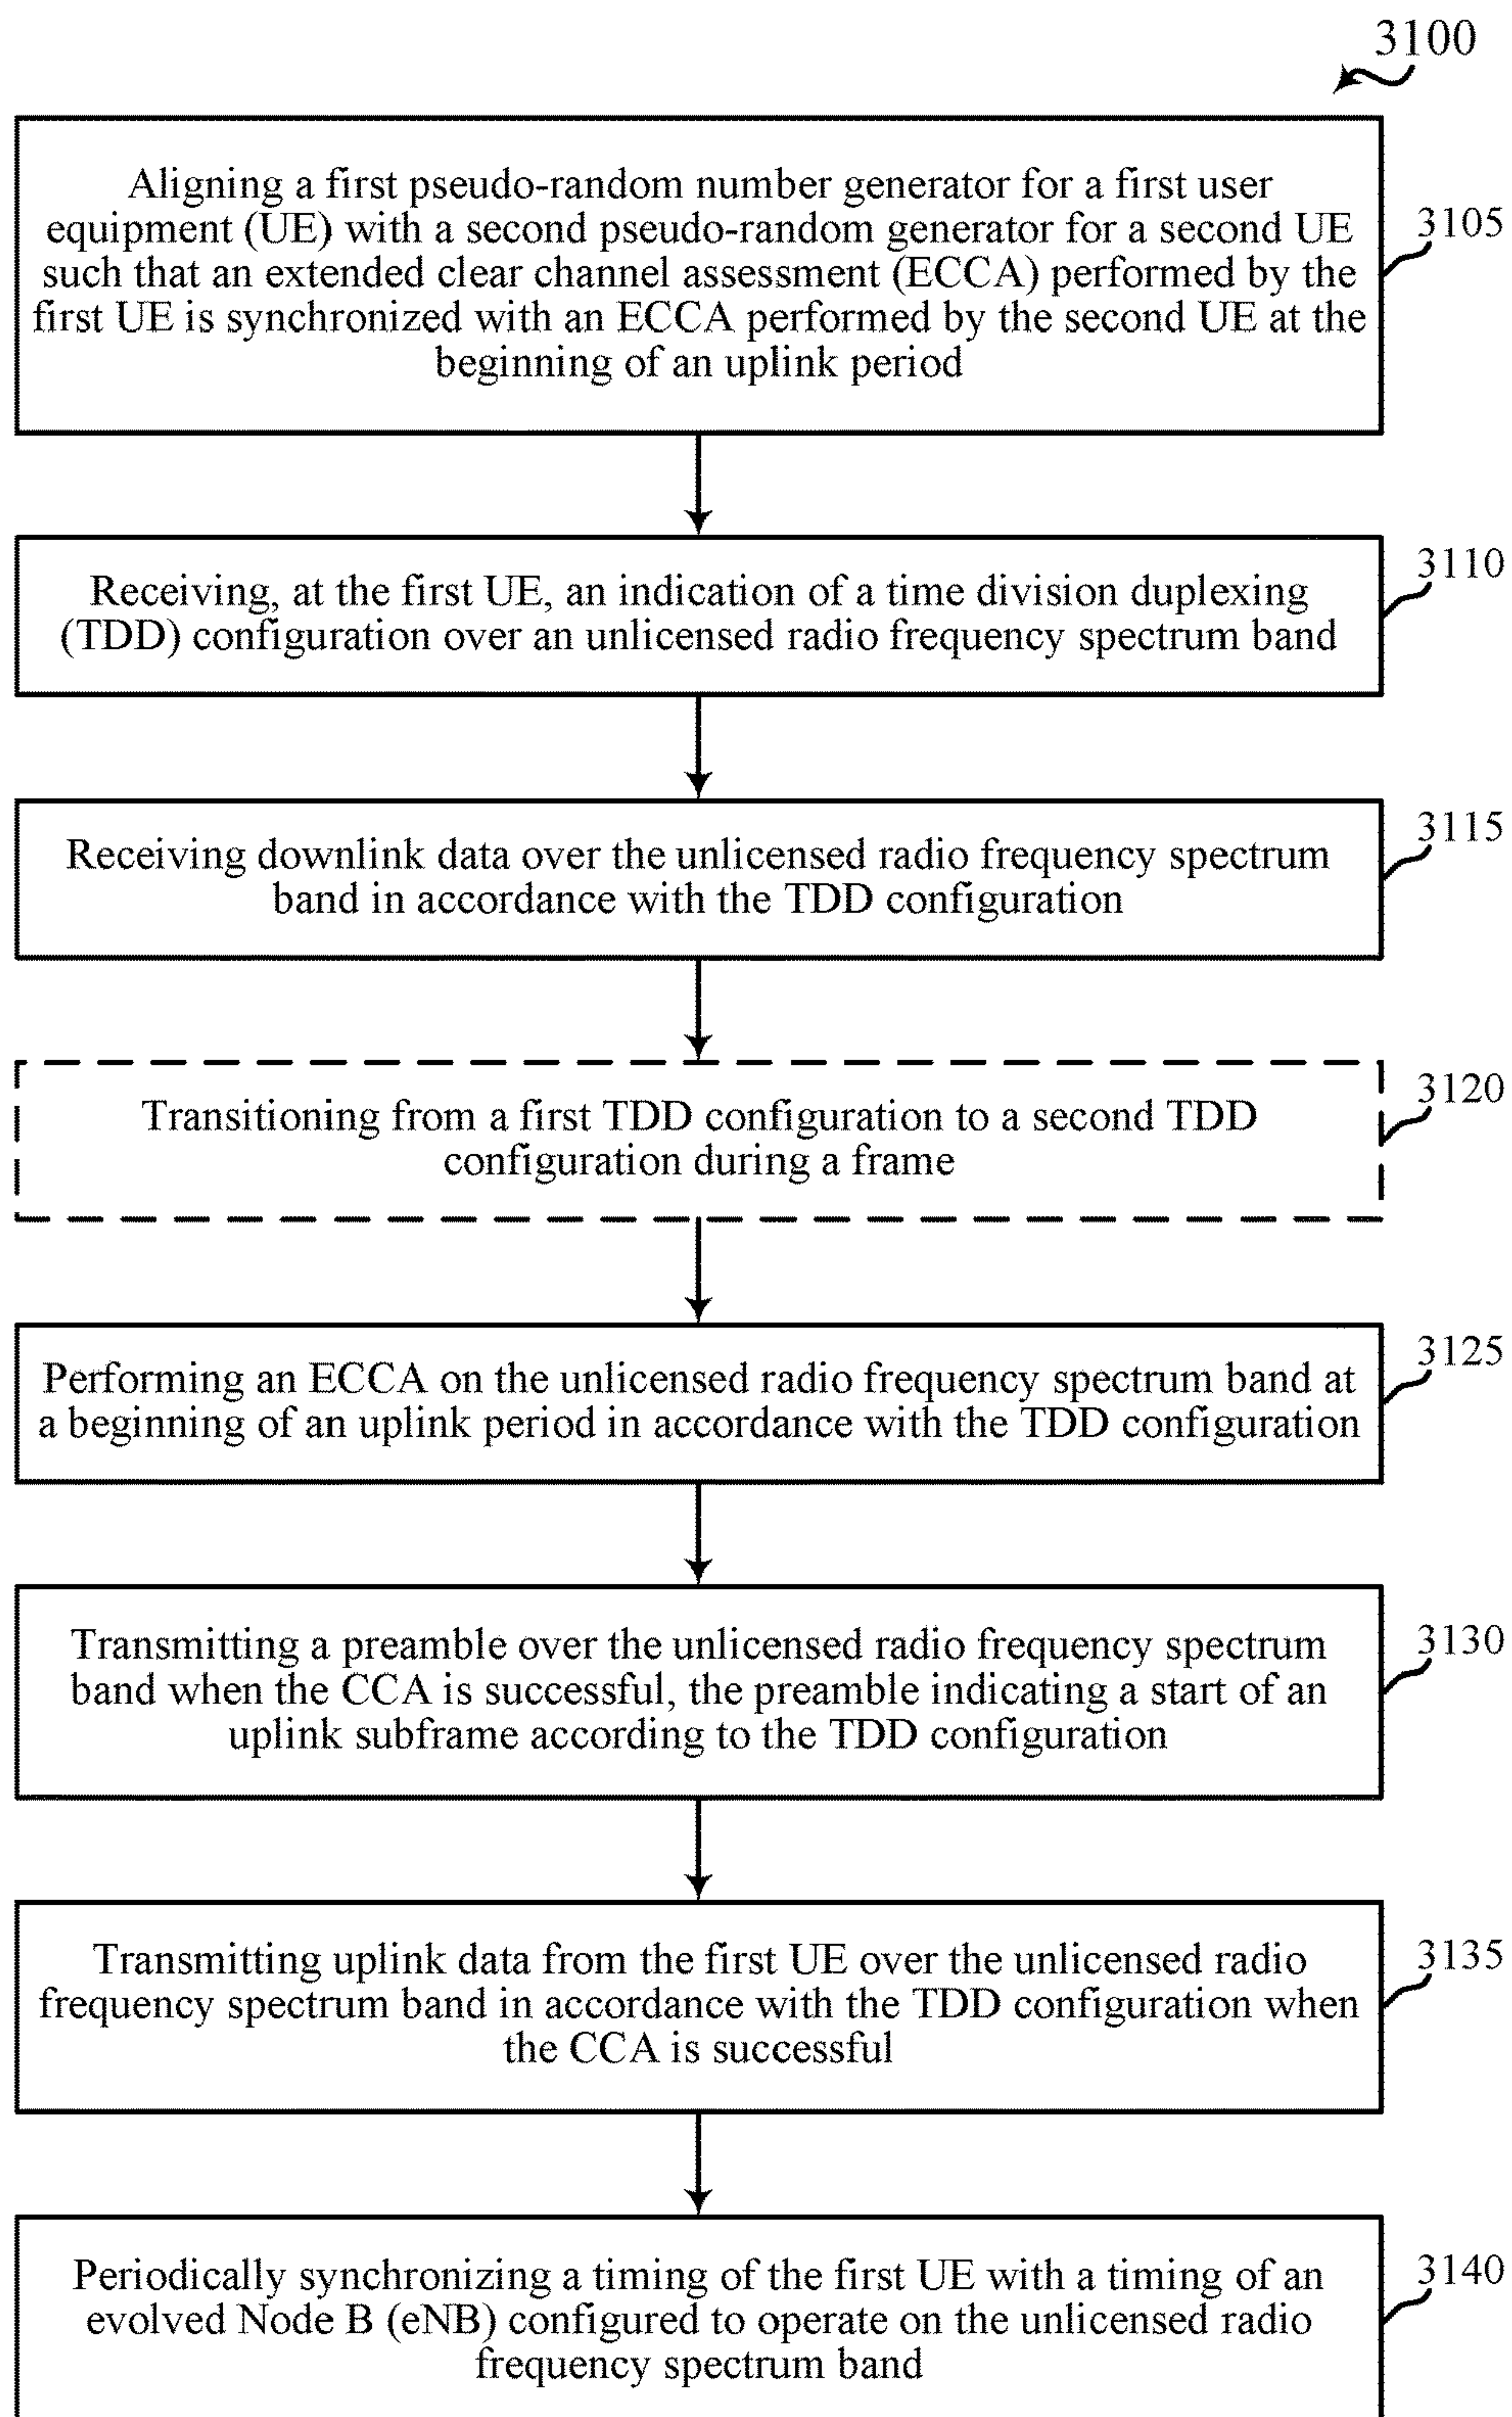 3100
Aligning a first pseudo-random number generator for a first user
equipment (UE) with a second pseudo-random generator for a second UE
such that an extended clear channel assessment (ECCA) performed by the
first UE is synchronized with an ECCA performed by the second UE at the
beginning of an uplink period
3105
Receiving, at the first UE, an indication of a time division duplexing
(TDD) configuration over an unlicensed radio frequency spectrum band
3110
Receiving downlink data over the unlicensed radio frequency spectrum
band in accordance with the TDD configuration
3115
Transitioning from a first TDD configuration to a second TDD
configuration during a frame
3120
Performing an ECCA on the unlicensed radio frequency spectrum band at
a beginning of an uplink period in accordance with the TDD configuration
3125
Transmitting a preamble over the unlicensed radio frequency spectrum
band when the CCA is successful, the preamble indicating a start of an
uplink subframe according to the TDD configuration
3130
Transmitting uplink data from the first UE over the unlicensed radio
frequency spectrum band in accordance with the TDD configuration when
the CCA is successful
3135
Periodically synchronizing a timing of the first UE with a timing of an
evolved Node B (eNB) configured to operate on the unlicensed radio
frequency spectrum band
3140